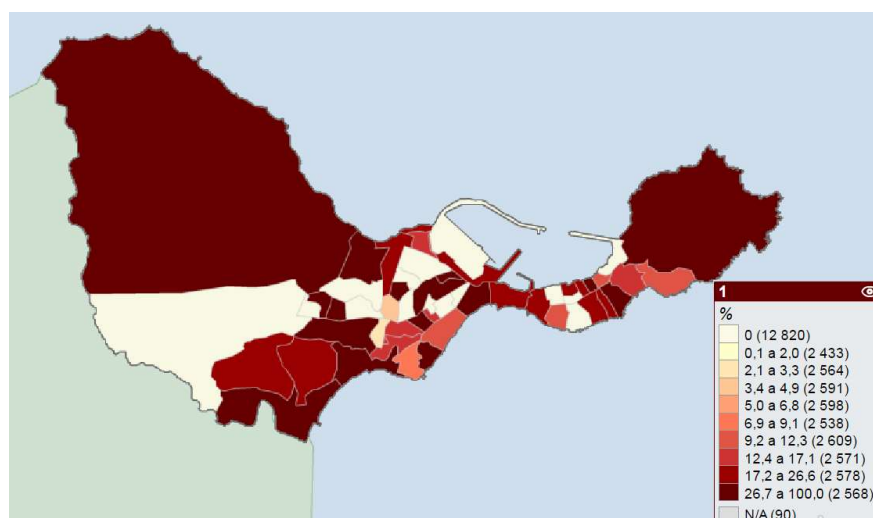 1
%
0 (12 820)
0,1 a 2,0 (2 433)
2,1 a 3,3 (2 564)
3,4 a 4,9 (2 591)
5,0 a 6,8 (2 598)
6,9 a 9,1 (2 538)
9,2 a 12,3 (2 609)
12,4 a 17,1 (2 571)
17,2 a 26,6 (2 578)
26,7 a 100,0 (2 568)
N/A (90)